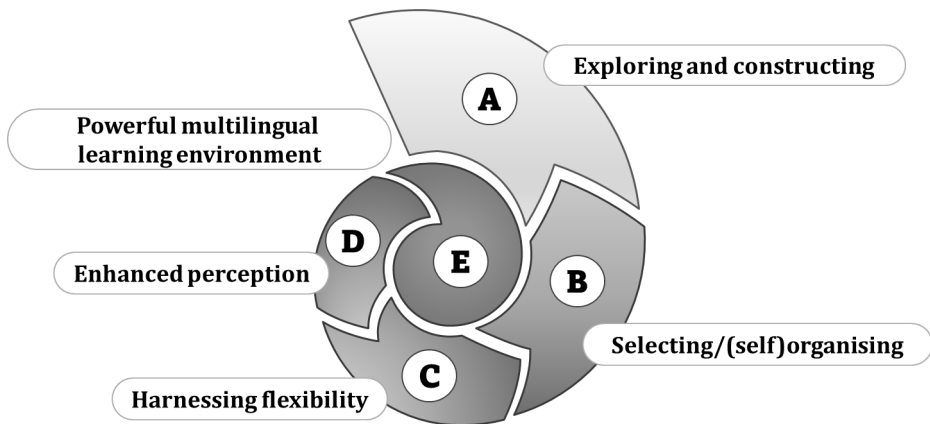 A
Exploring and constructing
Powerful multilingual
learning environment
D
E
Enhanced perception
B
Selecting/(self)organising
C
Harnessing flexibility